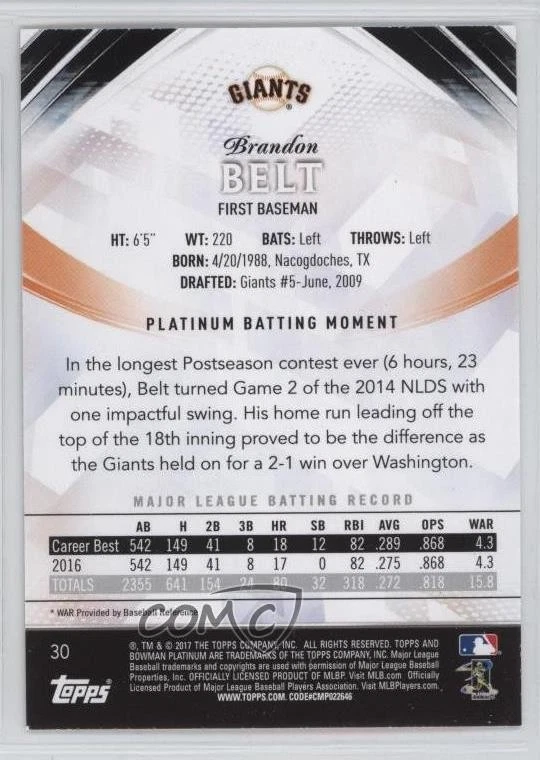 GIANTS
®
Brandon
BELT
FIRST BASEMAN
HT: 6'5" WT: 220 BATS: Left THROWS: Left
BORN: 4/20/1988, Nacogdoches, TX
DRAFTED: Giants #5-June, 2009
PLATINUM BATTING MOMENT
In the longest Postseason contest ever (6 hours, 23
minutes), Belt turned Game 2 of the 2014 NLDS with
one impactful swing. His home run leading off the
top of the 18th inning proved to be the difference as
the Giants held on for a 2-1 win over Washington.
MAJOR LEAGUE BATTING RECORD
AB H 2B 3B HR SB RBI AVG OPS WAR
Career Best 542 149 41 8 18 12 82 .289 .868 4.3
2016 542 149 41 8 17 0 82 .275 .868 4.3
TOTALS 2355 641 154 24 80 32 318 .272 .818 15.8
* WAR Provided by Baseball Reference
COMC
30
®, TM & © 2017 THE TOPPS COMPANY, INC. ALL RIGHTS RESERVED. TOPPS AND
BOWMAN PLATINUM ARE TRADEMARKS OF THE TOPPS COMPANY, INC. Major League
Baseball trademarks and copyrights are used with permission of Major League Baseball
Properties, Inc. OFFICIALLY LICENSED PRODUCT OF MLBP. Visit MLB.com Officially
Licensed Product of Major League Baseball Players Association. Visit MLBPlayers.com.
WWW.TOPPS.COM. CODE#CMP022646
topps